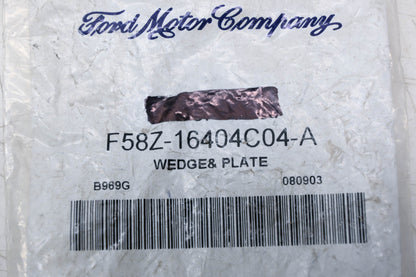 Ford Motor Company
F58Z-16404C04-A
WEDGE& PLATE
B969G 080903